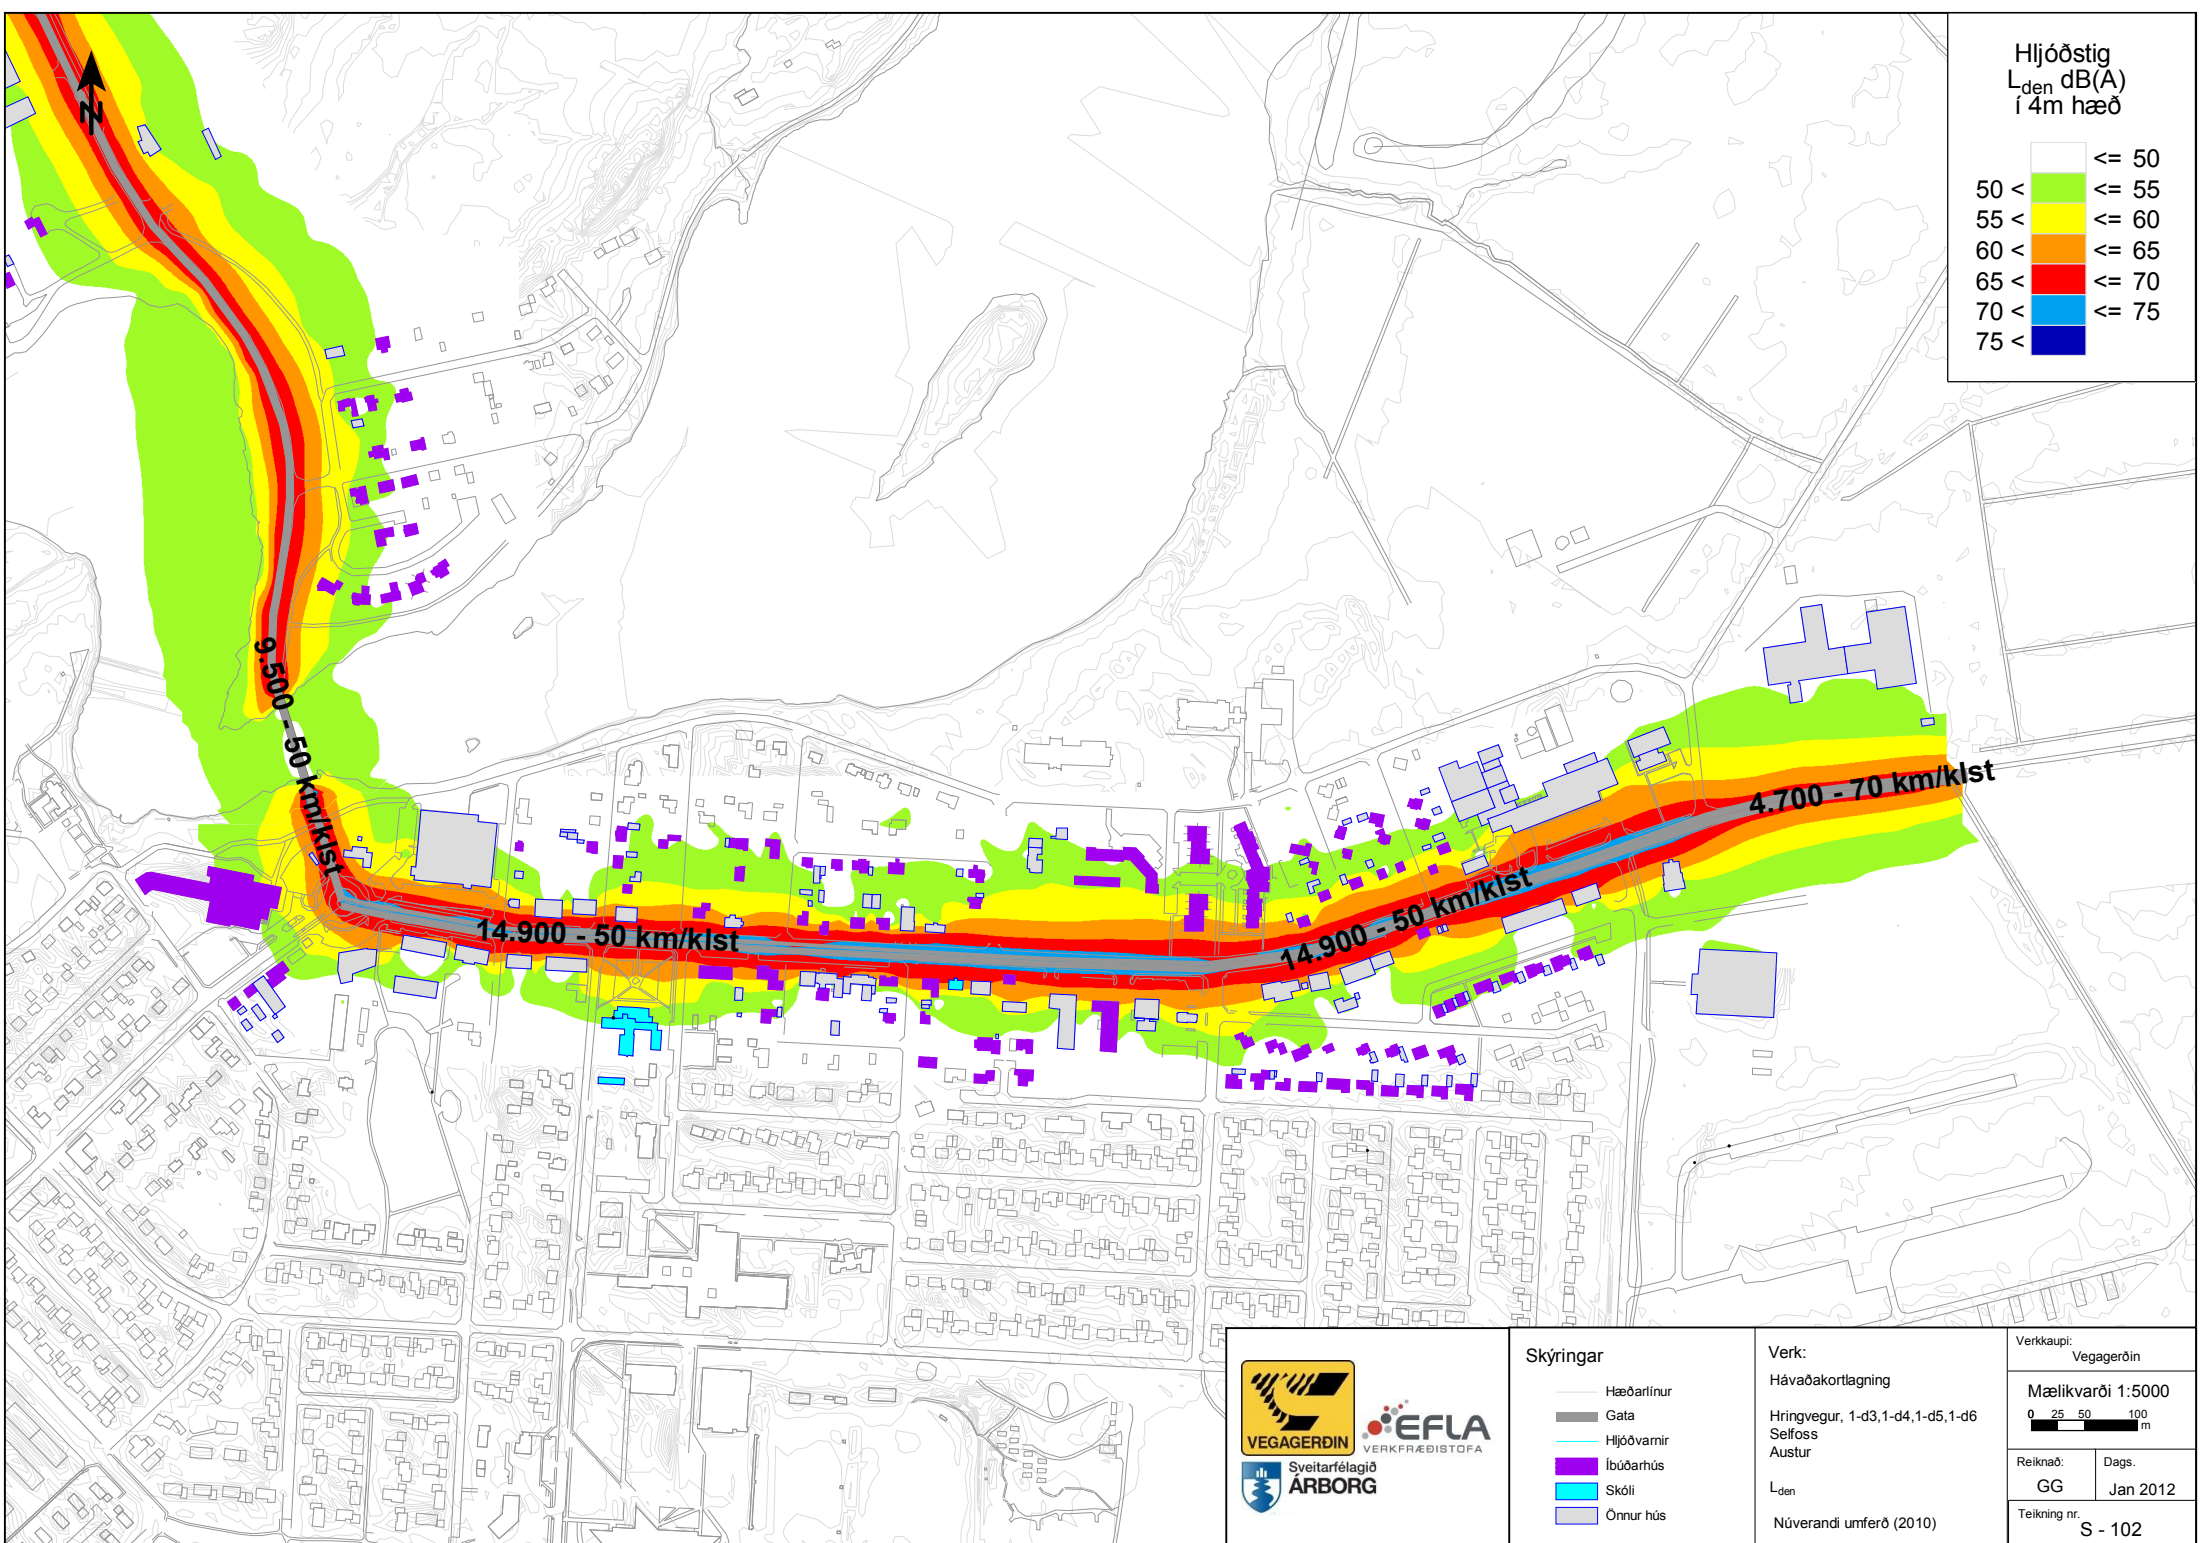 Hljóðstig
Lden dB(A)
í 4m hæð
<= 50
50 < <= 55
55 < <= 60
60 < <= 65
65 < <= 70
70 < <= 75
75 <
N
9.500 - 50 km/klst
14.900 - 50 km/klst
14.900 - 50 km/klst
4.700 - 70 km/klst
VEGAGERÐIN
EFLA
VERKFRÆÐISTOFA
Sveitarfélagið
ÁRBORG
Skýringar
Hæðarlínur
Gata
Hljóðvarnir
Íbúðarhús
Skóli
Önnur hús
Verk:
Hávaðakortlagning
Hringvegur, 1-d3,1-d4,1-d5,1-d6
Selfoss
Austur
Lden
Núverandi umferð (2010)
Verkkaupi:
Vegagerðin
Mælikvarði 1:5000
0 25 50 100
m
Reiknað:
GG
Dags.
Jan 2012
Teikning nr.
S - 102